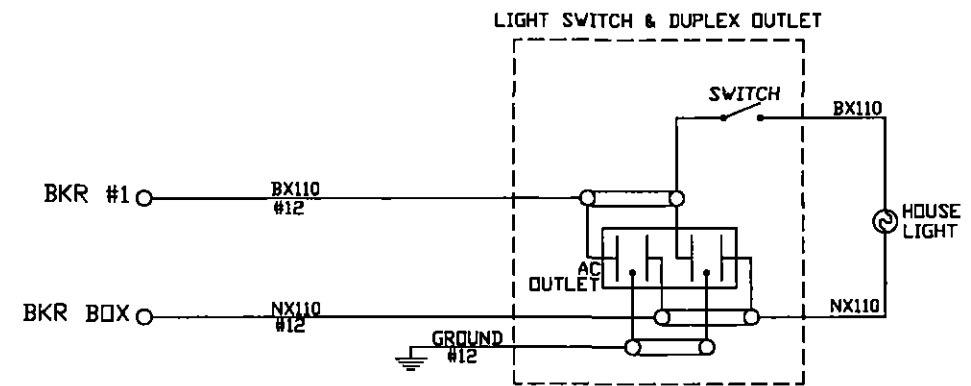 LIGHT SWITCH & DUPLEX OUTLET
SWITCH
BX110
BKR #1
BX110
#12
HOUSE
LIGHT
AC
OUTLET
BKR BOX
NX110
#12
NX110
GROUND
#12